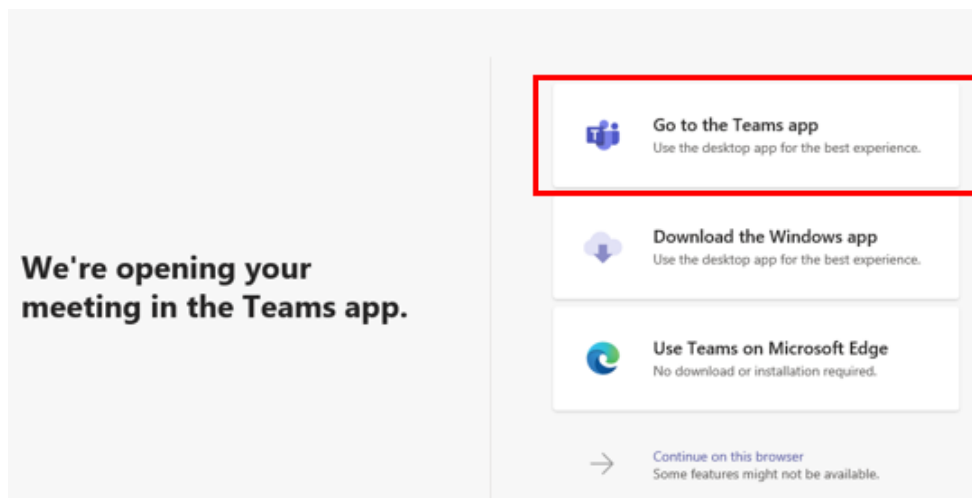 We're opening your
meeting in the Teams app.
Go to the Teams app
Use the desktop app for the best experience.
Download the Windows app
Use the desktop app for the best experience.
Use Teams on Microsoft Edge
No download or installation required.
Continue on this browser
Some features might not be available.